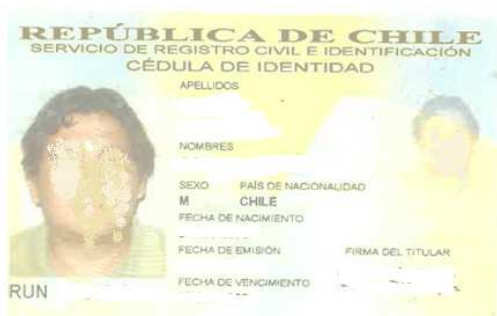 REPÚBLICA DE CHILE
SERVICIO DE REGISTRO CIVIL E IDENTIFICACIÓN
CÉDULA DE IDENTIDAD
APELLIDOS
NOMBRES
SEXO PAÍS DE NACIONALIDAD
M CHILE
FECHA DE NACIMIENTO
FECHA DE EMISIÓN FIRMA DEL TITULAR
FECHA DE VENCIMIENTO
RUN